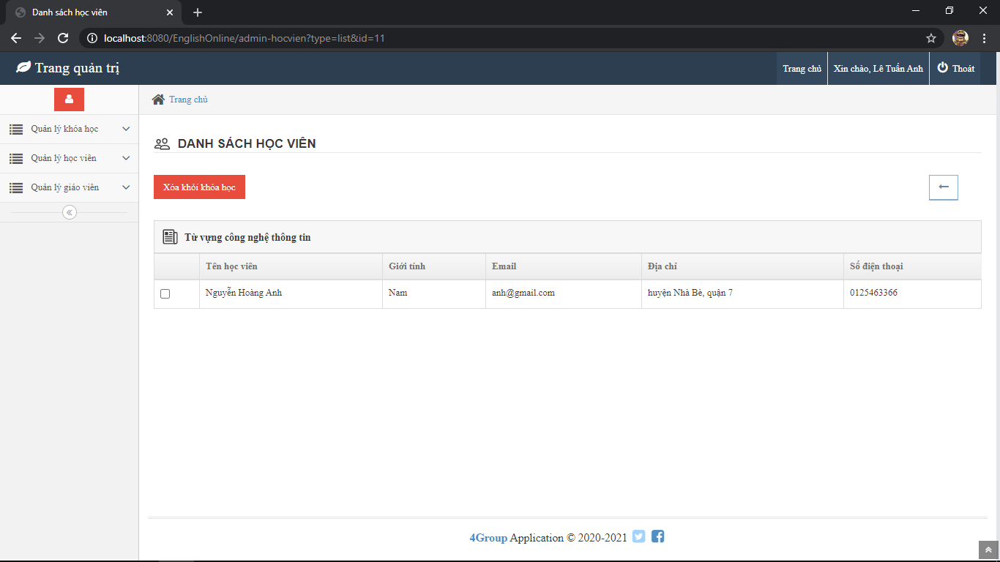 Danh sách học viên
localhost:8080/EnglishOnline/admin-hocvien?type=list&id=11
Trang quản trị
Trang chủ
Xin chào, Lê Tuấn Anh
Thoát
Trang chủ
Quản lý khóa học
Quản lý học viên
Quản lý giáo viên
DANH SÁCH HỌC VIÊN
Xóa khỏi khóa học
Từ vựng công nghệ thông tin
Tên học viên Giới tính Email Địa chỉ Số điện thoại
Nguyễn Hoàng Anh Nam anh@gmail.com huyện Nhà Bè, quận 7 0125463366
4Group Application © 2020-2021